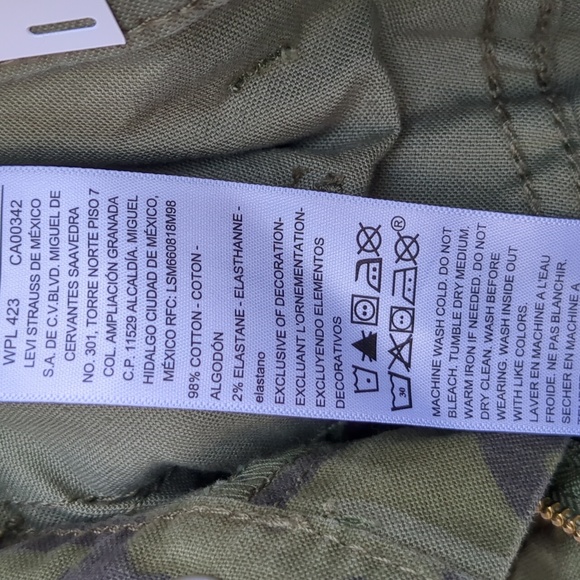 WPL 423 CA00342
LEVI STRAUSS DE MÉXICO
S.A. DE C.V.BLVD. MIGUEL DE
CERVANTES SAAVEDRA
NO. 301, TORRE NORTE PISO 7
COL. AMPLIACIÓN GRANADA
C.P. 11529 ALCALDÍA, MIGUEL
HIDALGO CIUDAD DE MÉXICO,
MÉXICO RFC: LSM660818M98
98% COTTON - COTON -
ALGODÓN
2% ELASTANE - ELASTHANNE -
elastano
EXCLUSIVE OF DECORATION-
EXCLUANT L'ORNEMENTATION-
EXCLUYENDO ELEMENTOS
DECORATIVOS
30 ®
MACHINE WASH COLD. DO NOT
BLEACH. TUMBLE DRY MEDIUM.
WARM IRON IF NEEDED. DO NOT
DRY CLEAN. WASH BEFORE
WEARING. WASH INSIDE OUT
WITH LIKE COLORS.
LAVER EN MACHINE À L'EAU
FROIDE. NE PAS BLANCHIR.
SECHER EN MACHINE A